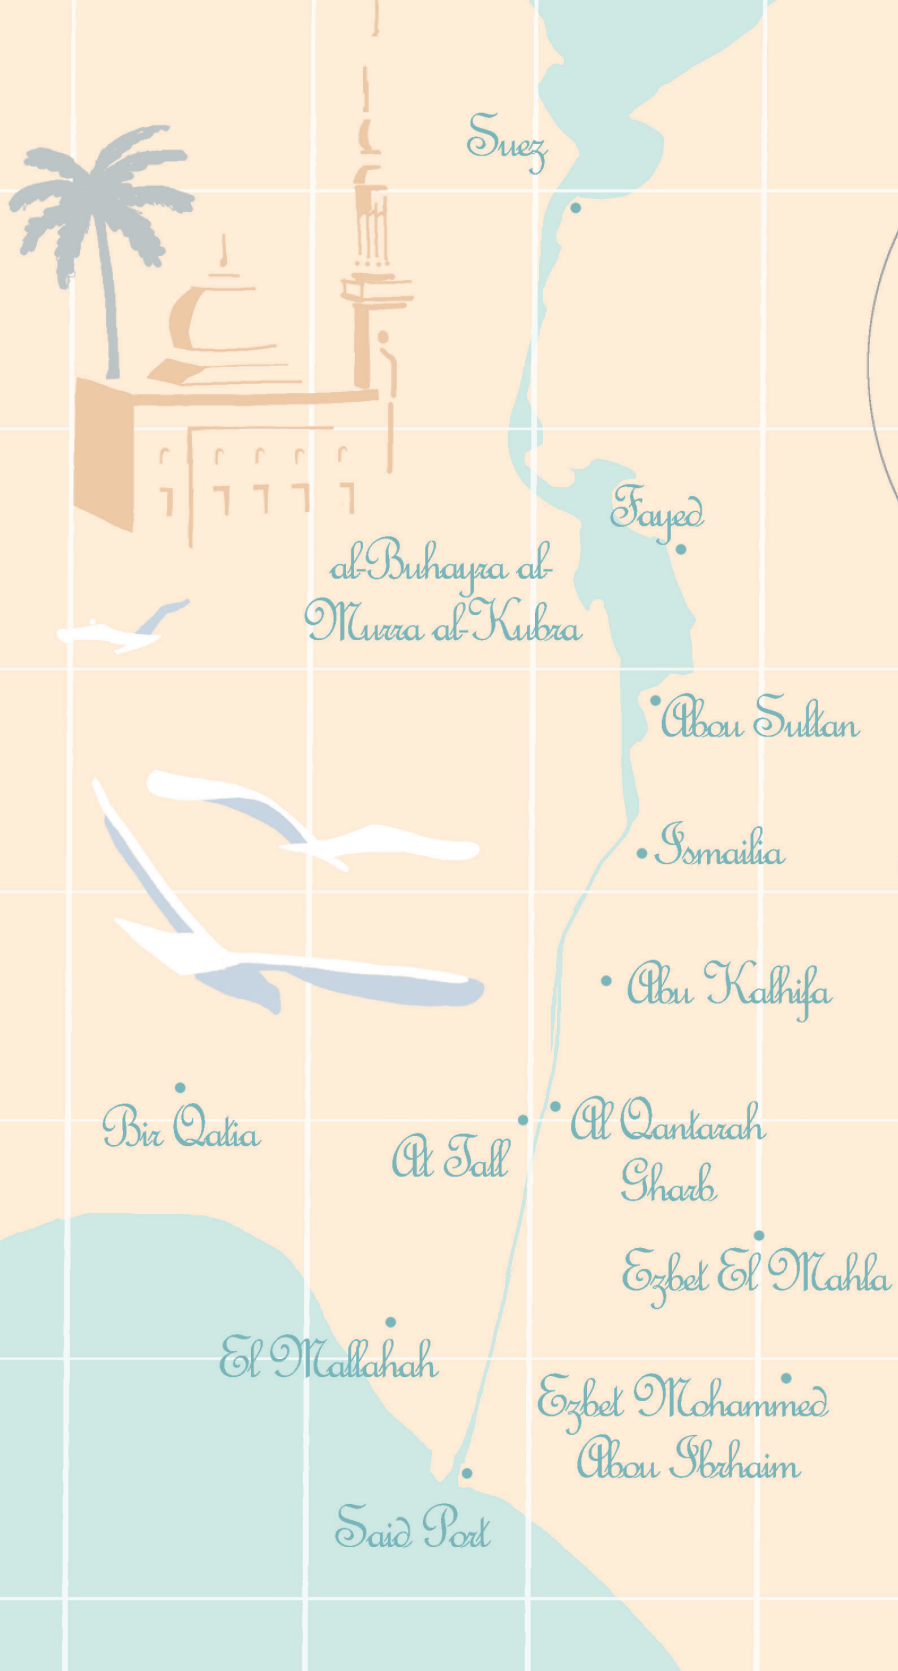 Suez
Fayed
al-Buhayra al-
Murra al-Kubra
Abou Sultan
Ismailia
Abu Kalhifa
Bir Qatia
At Tall
Al Qantarah
Gharb
Ezbet El Mahla
El Mallahah
Ezbet Mohammed
Abou Ibrhaim
Said Port